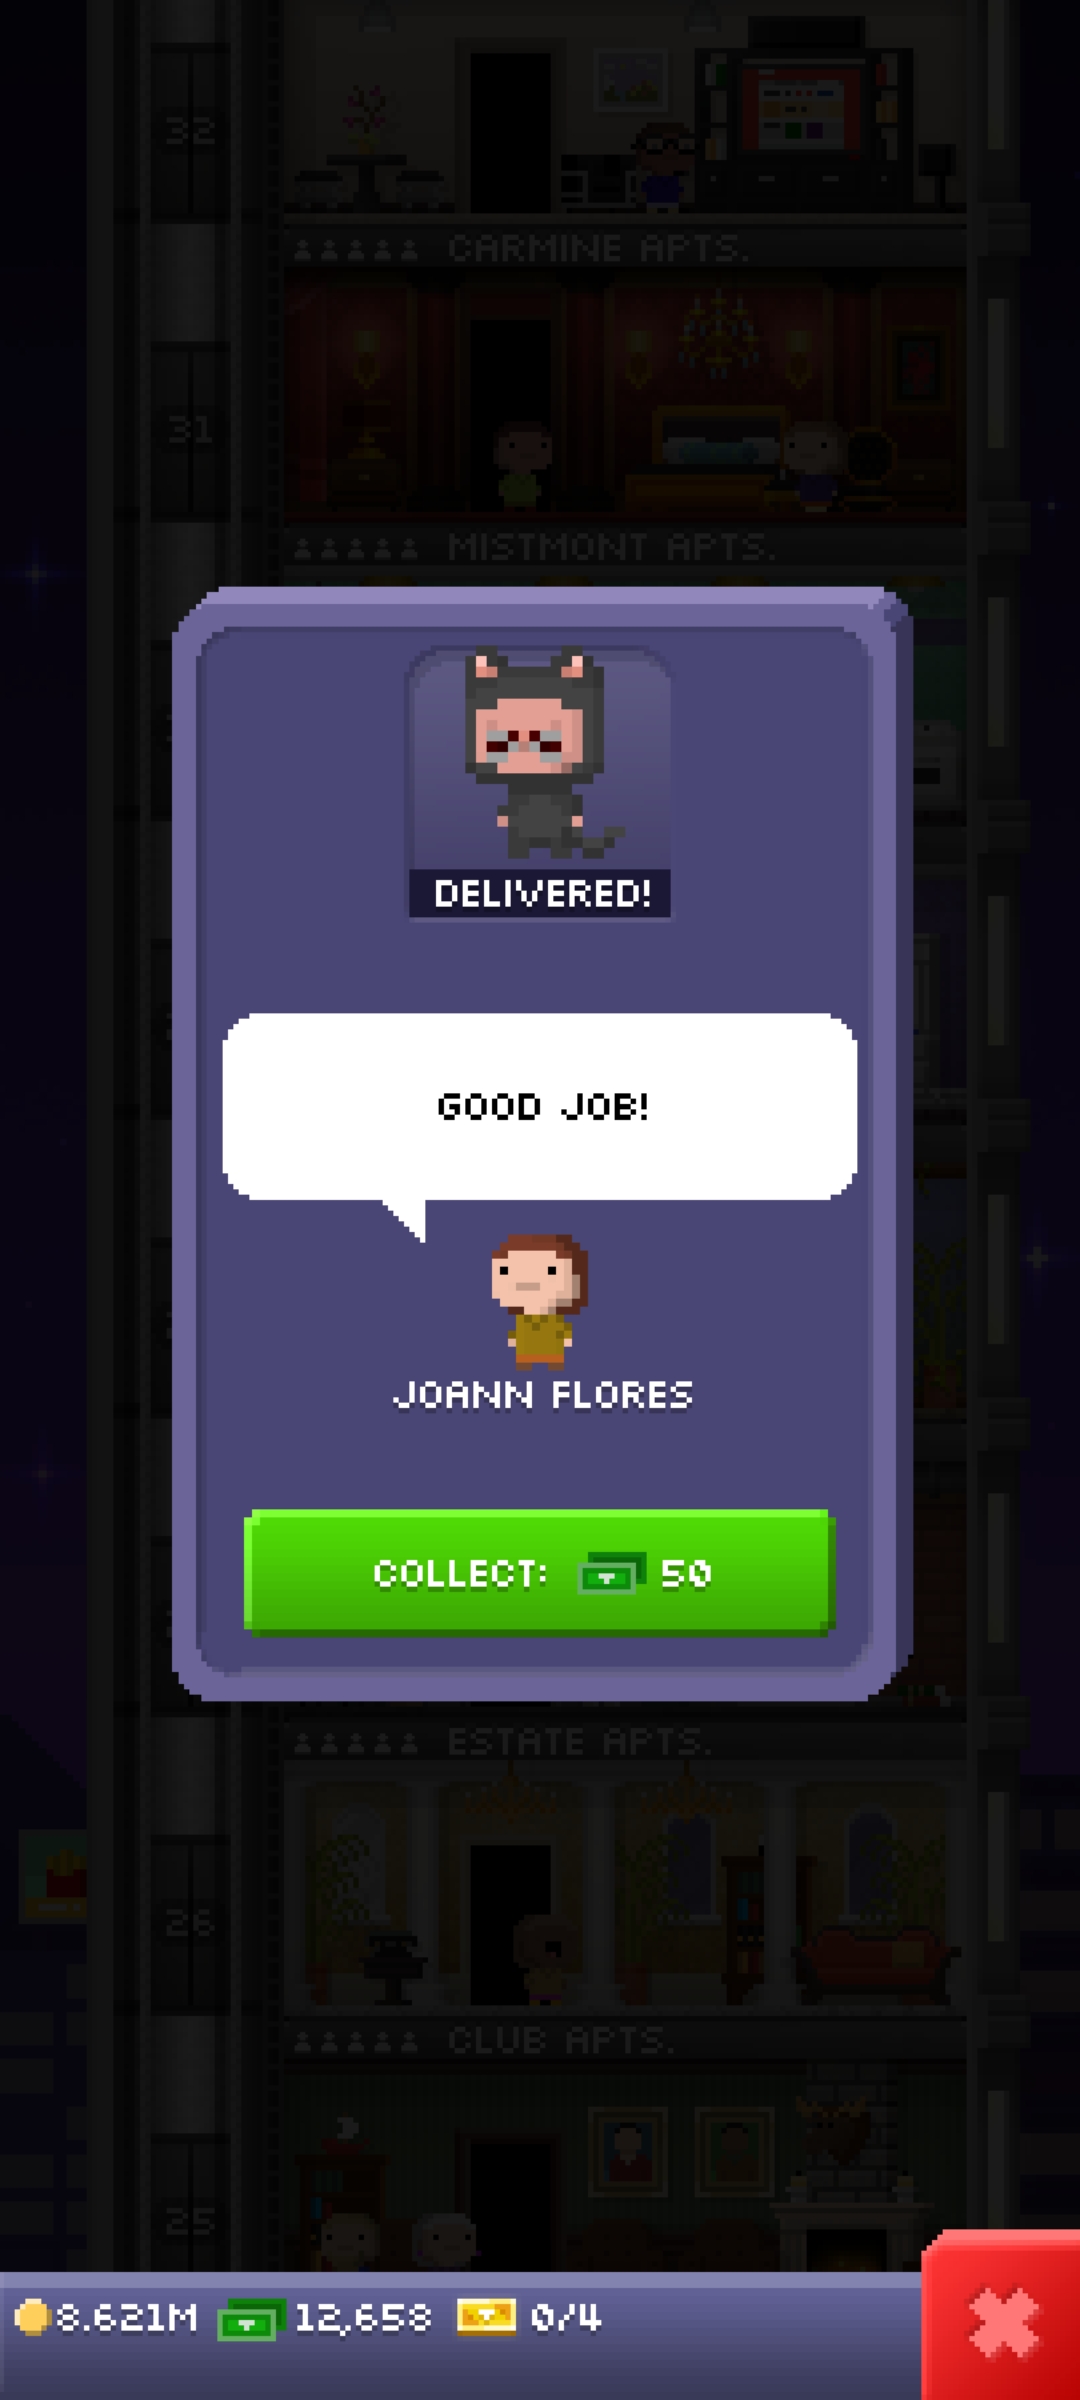 32
CARMINE APTS.
31
MISTMONT APTS.
DELIVERED!
GOOD JOB!
JOANN FLORES
COLLECT: 50
ESTATE APTS.
26
CLUB APTS.
25
8.621M 12,658 0/4